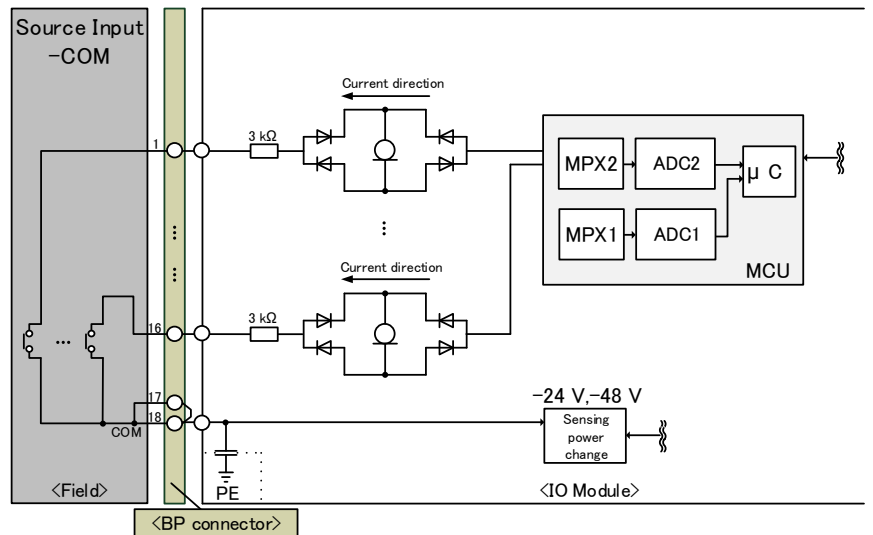 Source Input
-COM
Current direction
1
3 kΩ
MPX2
ADC2
μ C
MPX1
ADC1
MCU
Current direction
16
3 kΩ
17
18
COM
-24 V,-48 V
Sensing
power
change
PE
<Field>
<IO Module>
<BP connector>